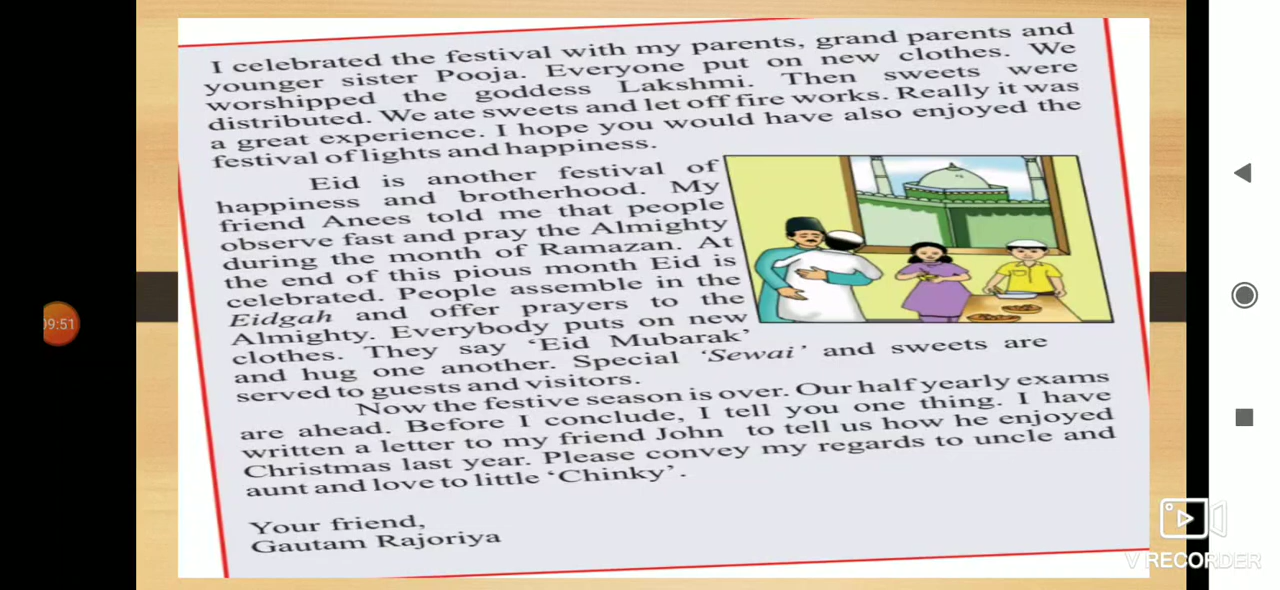 I celebrated the festival with my parents, grand parents and
younger sister Pooja. Everyone put on new clothes. We
worshipped the goddess Lakshmi. Then sweets were
distributed. We ate sweets and let off fire works. Really it was
a great experience. I hope you would have also enjoyed the
festival of lights and happiness.
Eid is another festival of
happiness and brotherhood. My
friend Anees told me that people
observe fast and pray the Almighty
during the month of Ramazan. At
the end of this pious month Eid is
celebrated. People assemble in the
Eidgah and offer prayers to the
Almighty. Everybody puts on new
clothes. They say ‘Eid Mubarak’
and hug one another. Special ‘Sewai’ and sweets are
served to guests and visitors.
Now the festive season is over. Our half yearly exams
are ahead. Before I conclude, I tell you one thing. I have
written a letter to my friend John to tell us how he enjoyed
Christmas last year. Please convey my regards to uncle and
aunt and love to little ‘Chinky’.
Your friend,
Gautam Rajoriya
09:51
V RECORDER